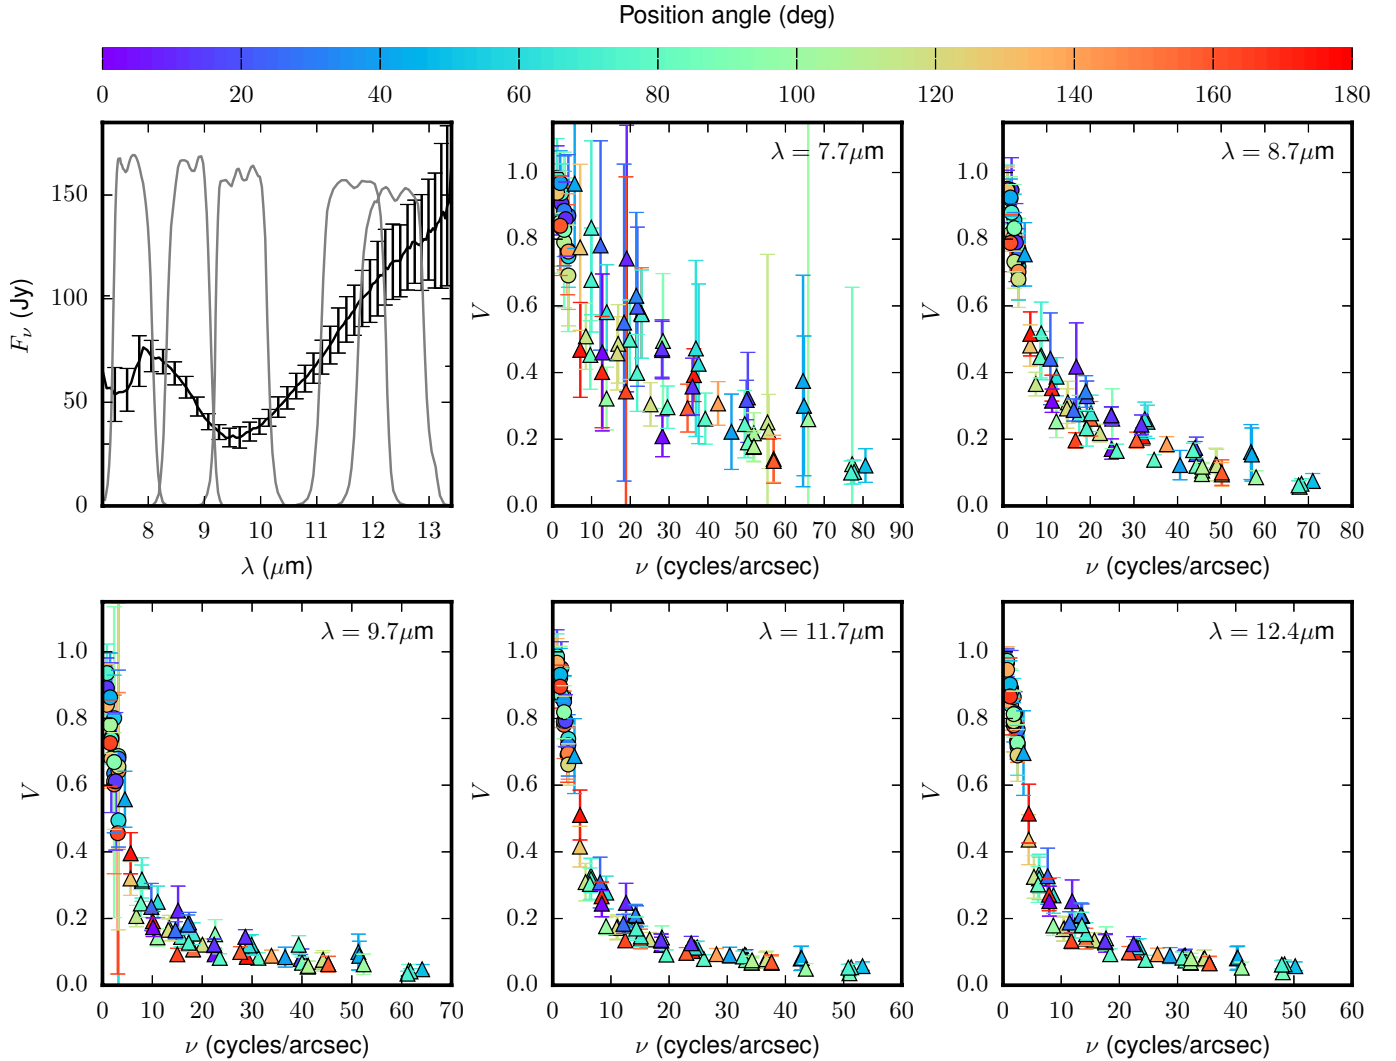 Position angle (deg)
0 20 40 60 80 100 120 140 160 180
150
100
50
0
F_ν (Jy)
8 9 10 11 12 13
λ (μm)
λ = 7.7μm
1.0
0.8
0.6
0.4
0.2
0.0
V
0 10 20 30 40 50 60 70 80 90
ν (cycles/arcsec)
λ = 8.7μm
1.0
0.8
0.6
0.4
0.2
0.0
V
0 10 20 30 40 50 60 70 80
ν (cycles/arcsec)
λ = 9.7μm
1.0
0.8
0.6
0.4
0.2
0.0
V
0 10 20 30 40 50 60 70
ν (cycles/arcsec)
λ = 11.7μm
1.0
0.8
0.6
0.4
0.2
0.0
V
0 10 20 30 40 50 60
ν (cycles/arcsec)
λ = 12.4μm
1.0
0.8
0.6
0.4
0.2
0.0
V
0 10 20 30 40 50 60
ν (cycles/arcsec)